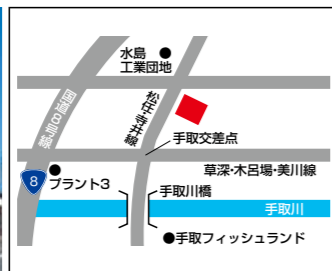 水島
工業団地
国道8号線
松任・寺井線
手取交差点
草深・木呂場・美川線
8
プラント3
手取川橋
手取川
手取フィッシュランド